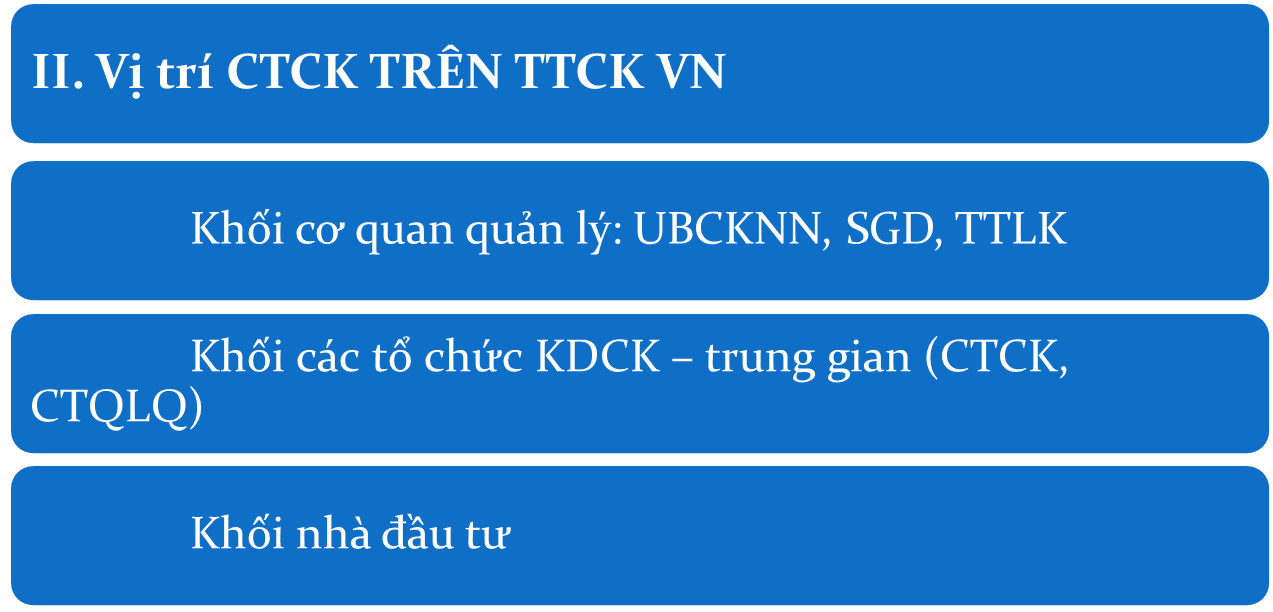 II. Vị trí CTCK TRÊN TTCK VN
Khối cơ quan quản lý: UBCKNN, SGD, TTLK
Khối các tổ chức KDCK – trung gian (CTCK,
CTQLQ)
Khối nhà đầu tư